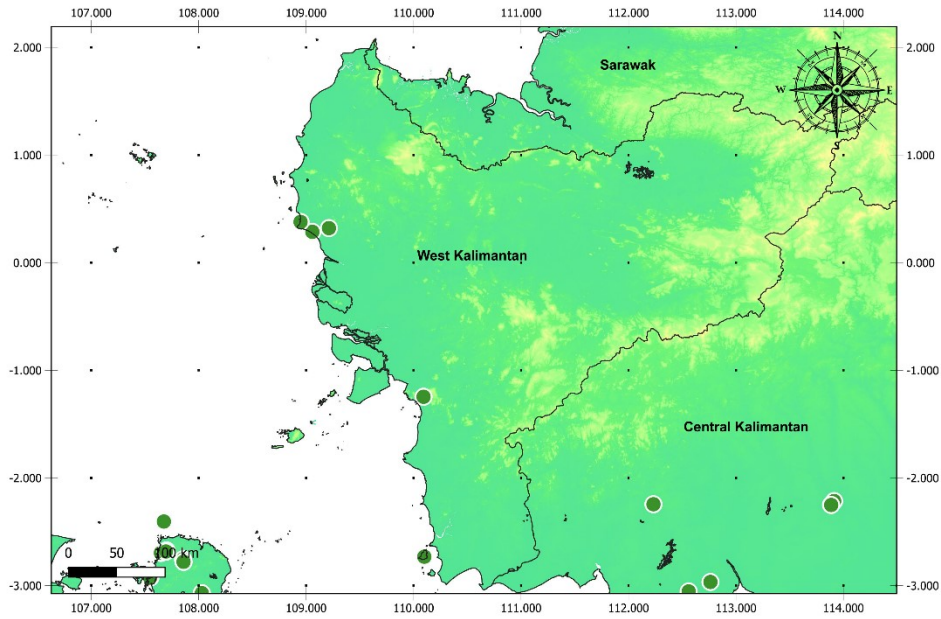 107.000 108.000 109.000 110.000 111.000 112.000 113.000 114.000
2.000 2.000
N
Sarawak
W E
S
1.000 1.000
West Kalimantan
0.000 0.000
-1.000 -1.000
Central Kalimantan
-2.000 -2.000
0 50 100 km
-3.000 -3.000
107.000 108.000 109.000 110.000 111.000 112.000 113.000 114.000